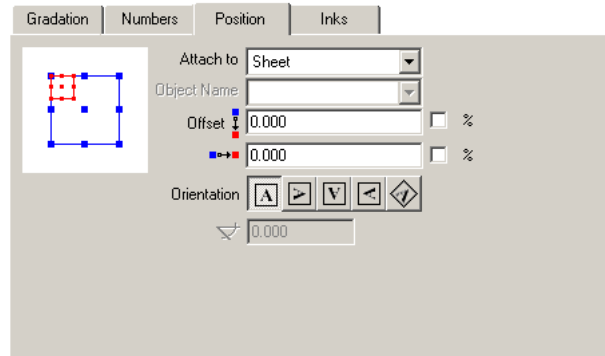 Gradation Numbers Position Inks
Attach to Sheet
Object Name
Offset 0.000 %
0.000 %
Orientation A A A A A
0.000